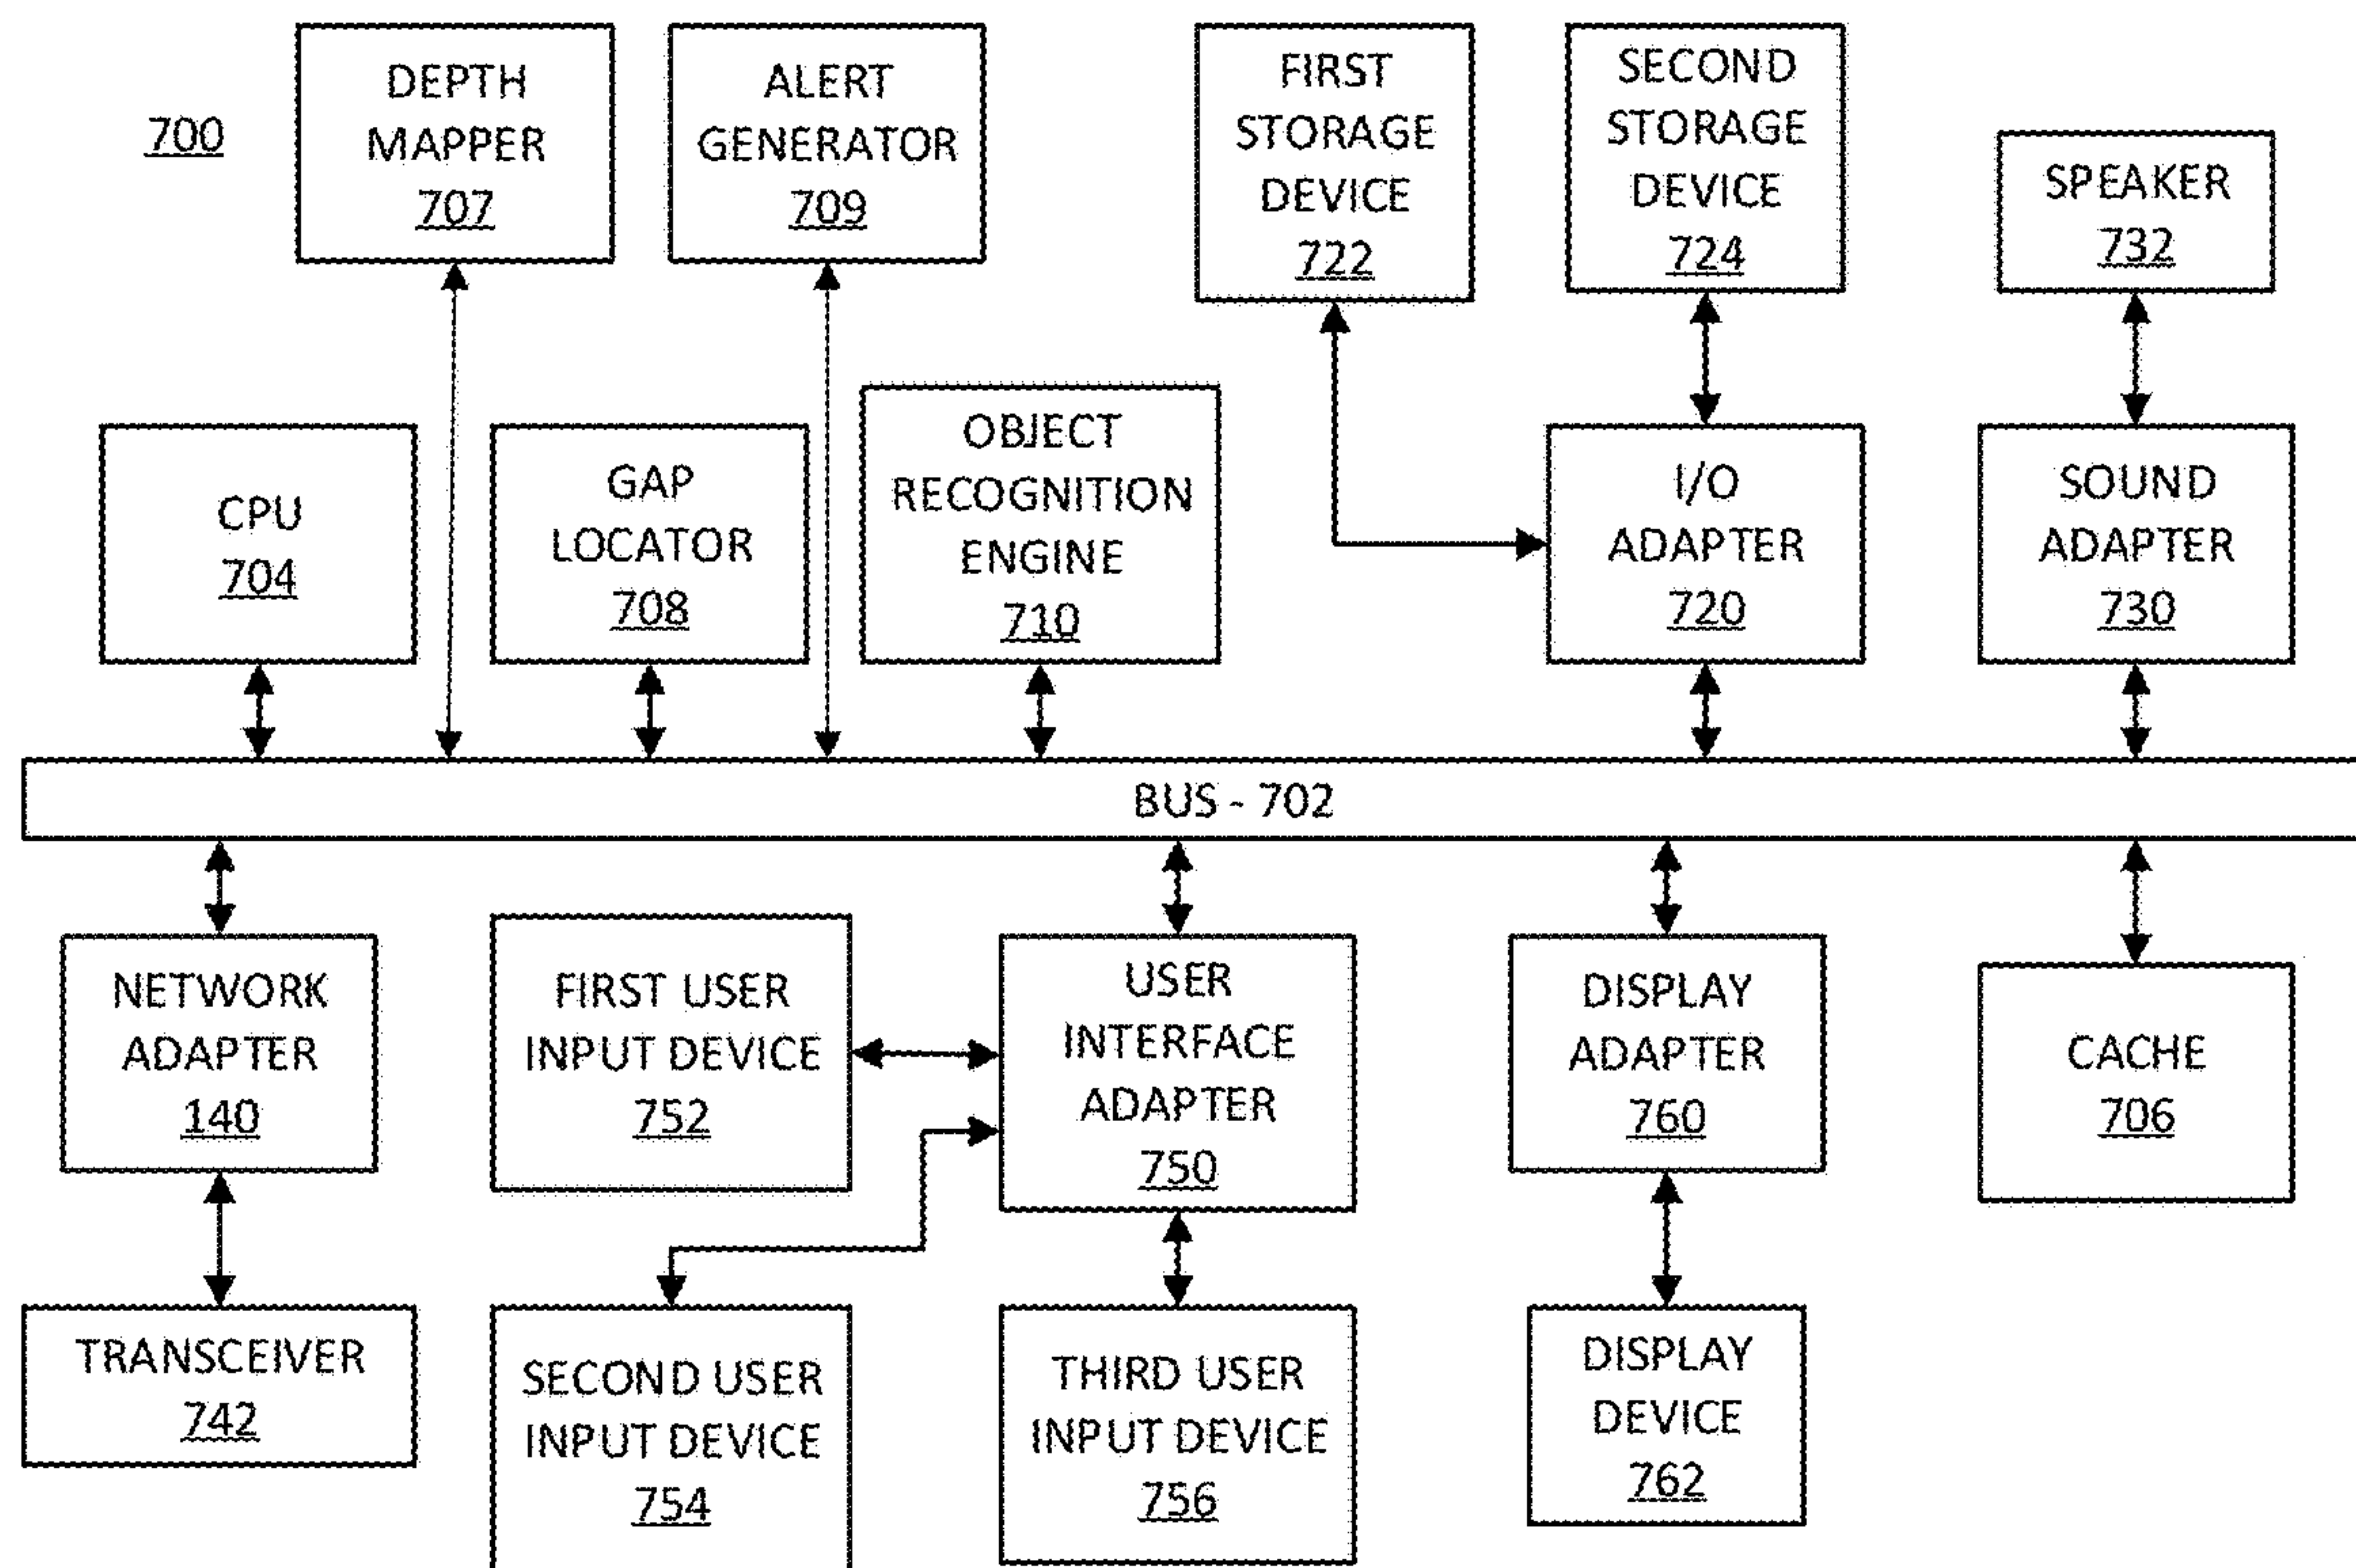 700
DEPTH
MAPPER
707
ALERT
GENERATOR
709
FIRST
STORAGE
DEVICE
722
SECOND
STORAGE
DEVICE
724
SPEAKER
732
CPU
704
GAP
LOCATOR
708
OBJECT
RECOGNITION
ENGINE
710
I/O
ADAPTER
720
SOUND
ADAPTER
730
BUS - 702
NETWORK
ADAPTER
140
FIRST USER
INPUT DEVICE
752
USER
INTERFACE
ADAPTER
750
DISPLAY
ADAPTER
760
CACHE
706
TRANSCEIVER
742
SECOND USER
INPUT DEVICE
754
THIRD USER
INPUT DEVICE
756
DISPLAY
DEVICE
762